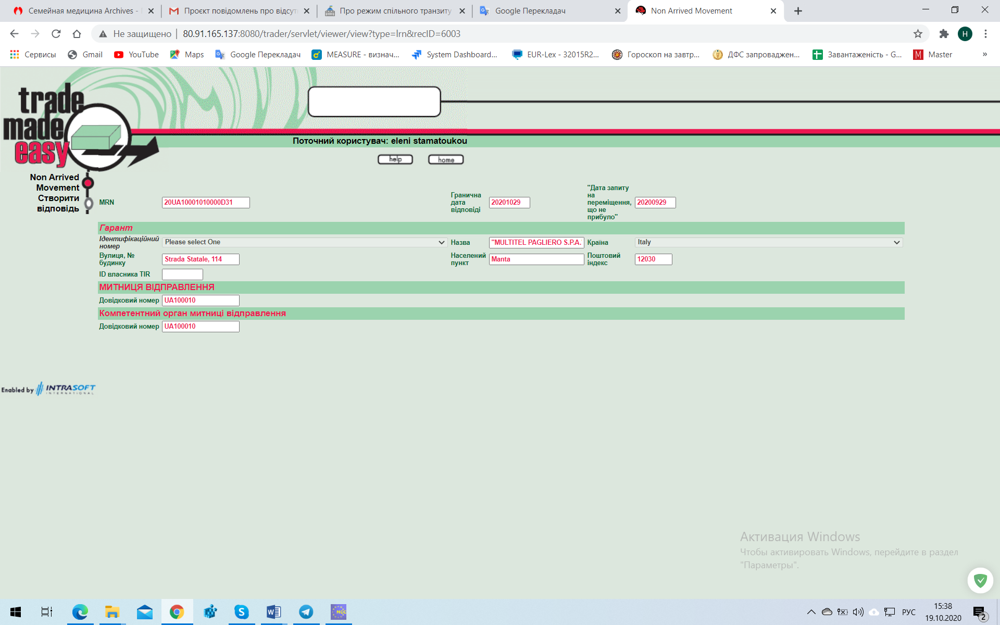 Семейная медицина Archives -
Проєкт повідомлень про відсут
Про режим спільного транзиту
Google Перекладач
Non Arrived Movement
Не защищено
80.91.165.137:8080/trader/servlet/viewer/view?type=lrn&recID=6003
H
Сервисы
Gmail
YouTube
Maps
Google Перекладач
MEASURE - визнач...
System Dashboard...
EUR-Lex - 32015R2...
Гороскоп на завтр...
ДФС запроваджен...
Завантаженість - G...
M Master
»
trade
made
easy
Поточний користувач: eleni stamatoukou
help
home
Non Arrived
Movement
Створити
відповідь
MRN
20UA10001010000D31
Гранична
дата
відповіді
20201029
"Дата запиту
на
переміщення,
що не
прибуло"
20200929
Гарант
Ідентифікаційний
номер
Please select One
Назва
"MULTITEL PAGLIERO S.P.A.
Країна
Italy
Вулиця, №
будинку
Strada Statale, 114
Населений
пункт
Manta
Поштовий
індекс
12030
ID власника TIR
МИТНИЦЯ ВІДПРАВЛЕННЯ
Довідковий номер
UA100010
Компетентний орган митниці відправлення
Довідковий номер
UA100010
Enabled by INTRASOFT
INTERNATIONAL
Активация Windows
Чтобы активировать Windows, перейдите в раздел
"Параметры".
S
W
MCC
РУС
15:38
19.10.2020
2